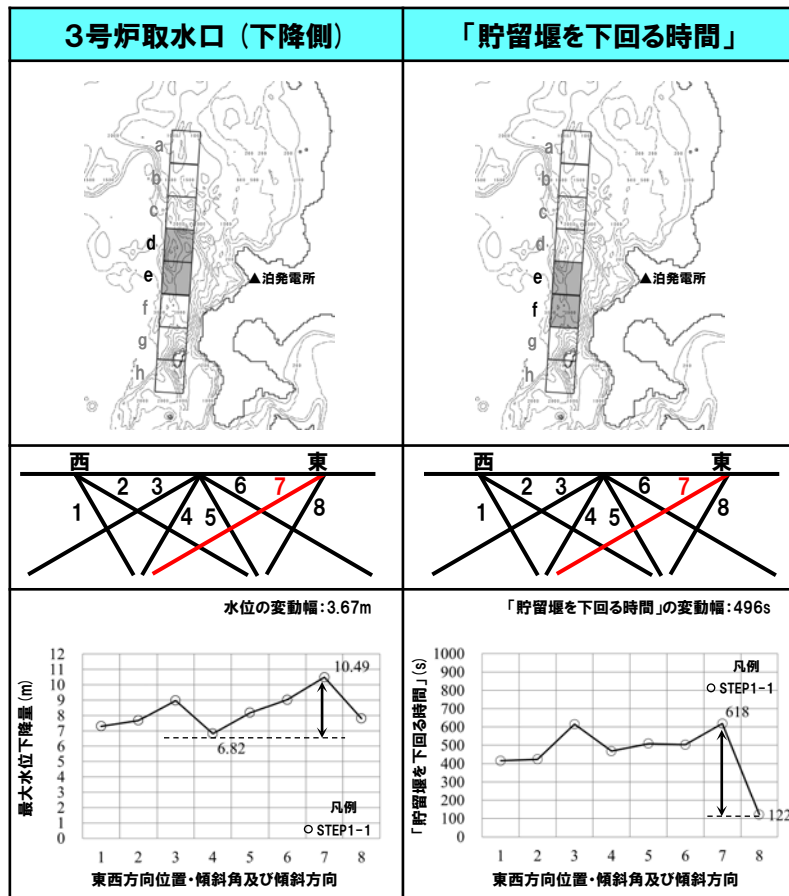 3号炉取水口（下降側）
「貯留堰を下回る時間」
a
b
c
d
e
f
g
h
▲泊発電所
a
b
c
d
e
f
g
h
▲泊発電所
西
東
1 2 3 4 5 6 7 8
西
東
1 2 3 4 5 6 7 8
水位の変動幅：3.67m
最大水位下降量（m）
12
11
10
9
8
7
6
5
4
3
2
1
0
10.49
6.82
凡例
○ STEP1-1
1 2 3 4 5 6 7 8
東西方向位置・傾斜角及び傾斜方向
「貯留堰を下回る時間」の変動幅：496s
「貯留堰を下回る時間」（s）
1000
900
800
700
600
500
400
300
200
100
0
凡例
○ STEP1-1
618
122
1 2 3 4 5 6 7 8
東西方向位置・傾斜角及び傾斜方向